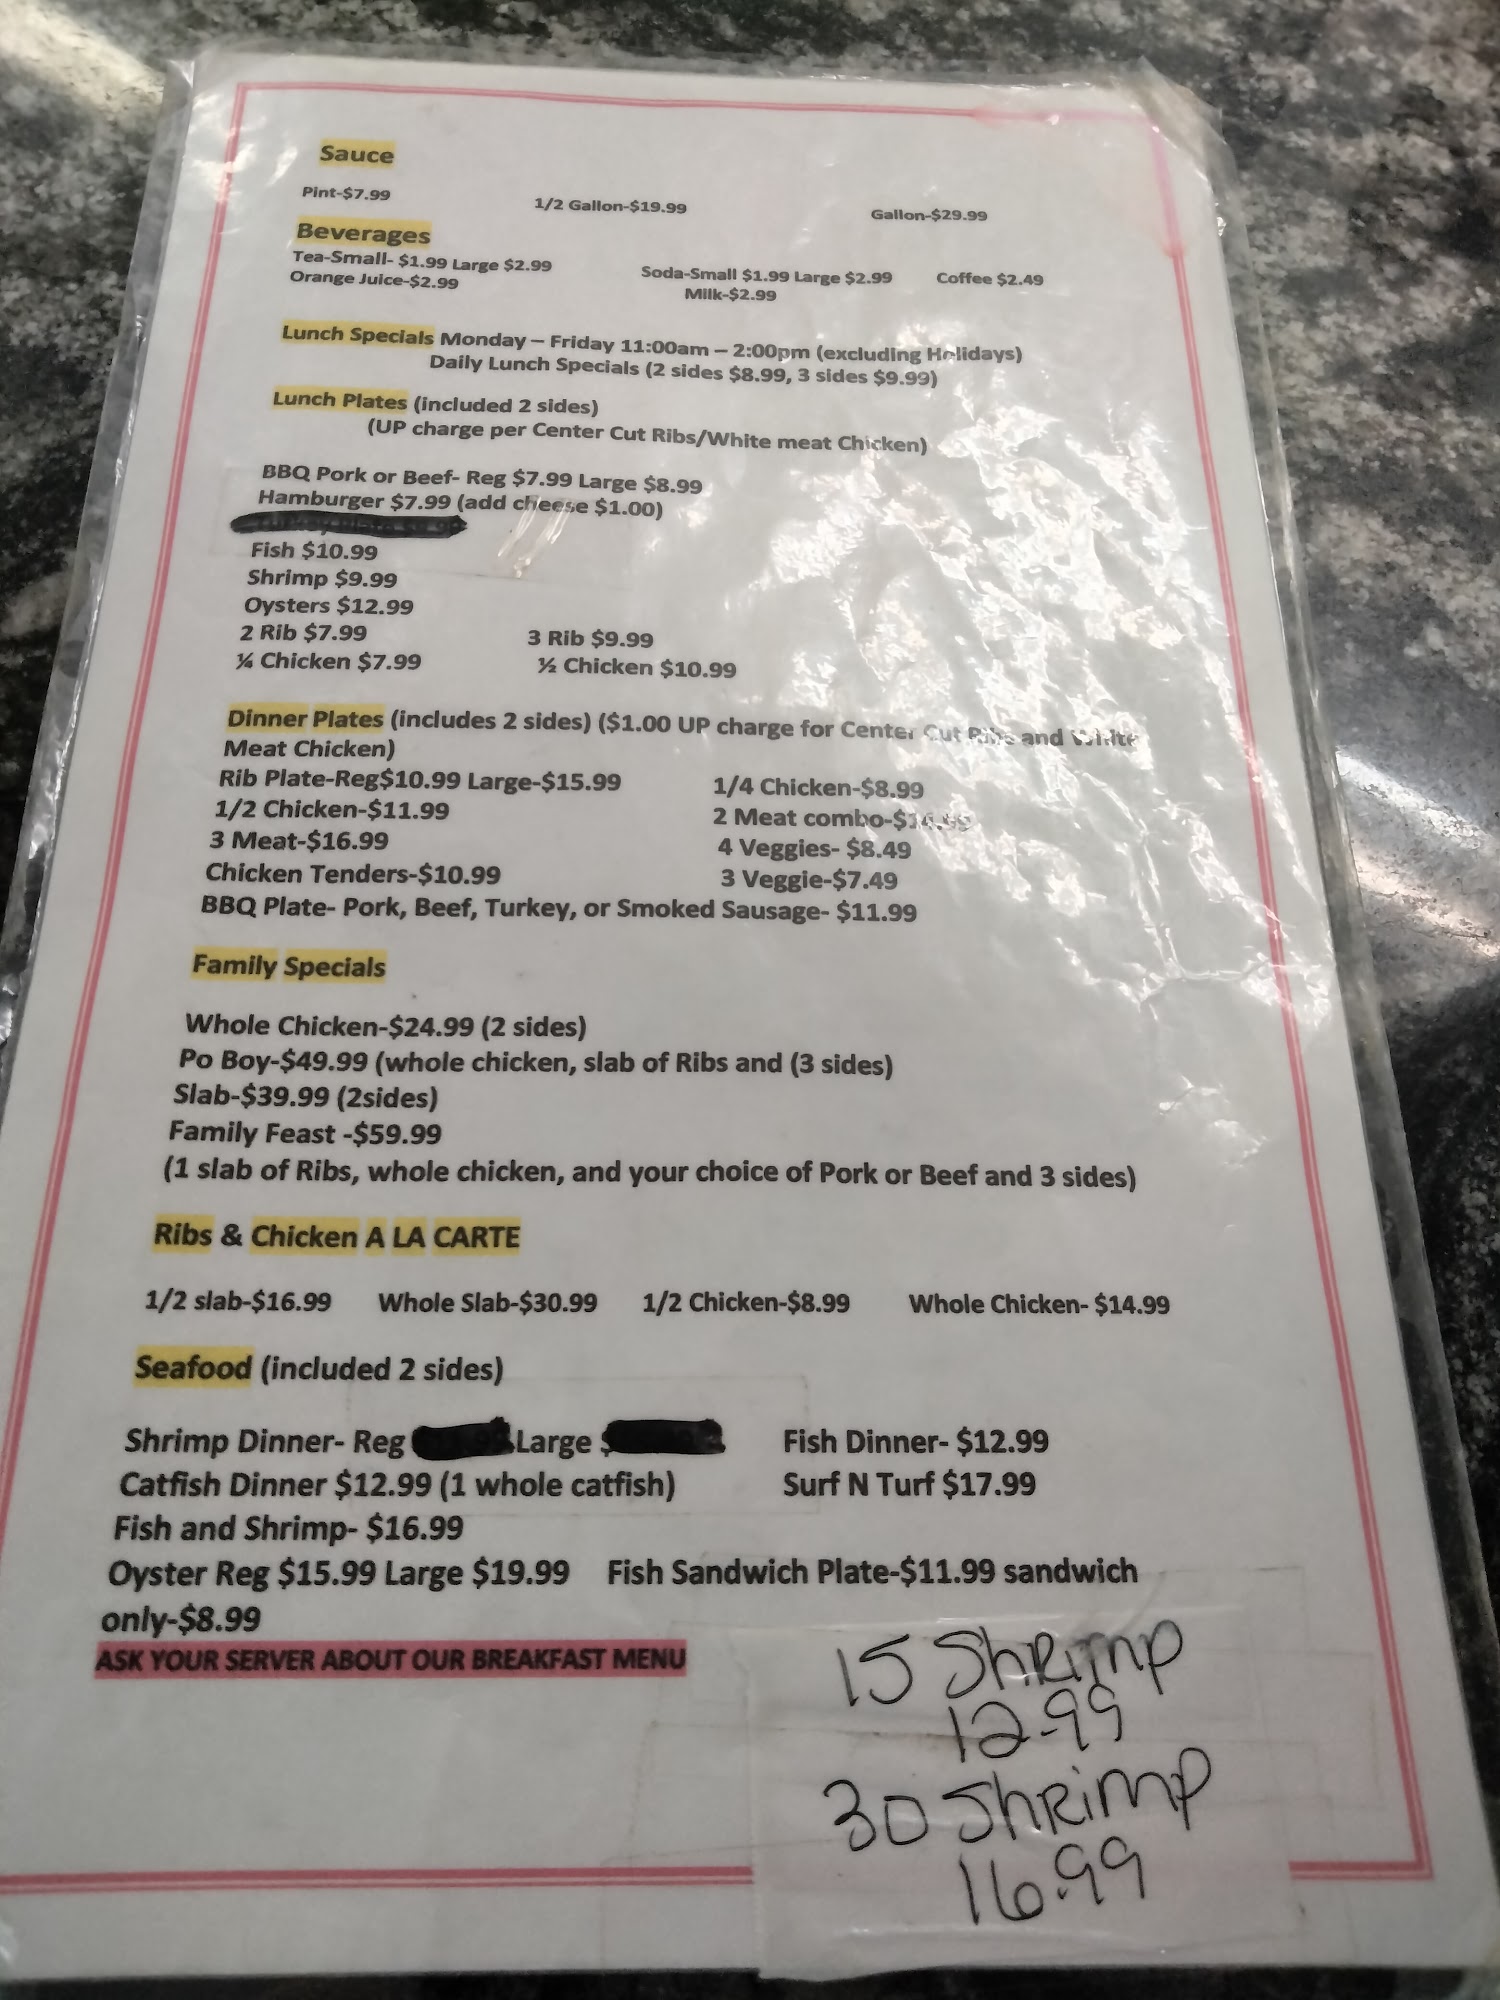 Sauce
Pint-$7.99 1/2 Gallon-$19.99 Gallon-$29.99
Beverages
Tea-Small- $1.99 Large $2.99 Soda-Small $1.99 Large $2.99 Coffee $2.49
Orange Juice-$2.99 Milk-$2.99
Lunch Specials Monday – Friday 11:00am – 2:00pm (excluding Holidays)
Daily Lunch Specials (2 sides $8.99, 3 sides $9.99)
Lunch Plates (included 2 sides)
(UP charge per Center Cut Ribs/White meat Chicken)
BBQ Pork or Beef- Reg $7.99 Large $8.99
Hamburger $7.99 (add cheese $1.00)
Fish $10.99
Shrimp $9.99
Oysters $12.99
2 Rib $7.99 3 Rib $9.99
¼ Chicken $7.99 ½ Chicken $10.99
Dinner Plates (includes 2 sides) ($1.00 UP charge for Center Cut Ribs and White
Meat Chicken)
Rib Plate-Reg$10.99 Large-$15.99 1/4 Chicken-$8.99
1/2 Chicken-$11.99 2 Meat combo-
3 Meat-$16.99 4 Veggies- $8.49
Chicken Tenders-$10.99 3 Veggie-$7.49
BBQ Plate- Pork, Beef, Turkey, or Smoked Sausage- $11.99
Family Specials
Whole Chicken-$24.99 (2 sides)
Po Boy-$49.99 (whole chicken, slab of Ribs and (3 sides)
Slab-$39.99 (2sides)
Family Feast -$59.99
(1 slab of Ribs, whole chicken, and your choice of Pork or Beef and 3 sides)
Ribs & Chicken A LA CARTE
1/2 slab-$16.99 Whole Slab-$30.99 1/2 Chicken-$8.99 Whole Chicken- $14.99
Seafood (included 2 sides)
Shrimp Dinner- Reg Large $ Fish Dinner- $12.99
Catfish Dinner $12.99 (1 whole catfish) Surf N Turf $17.99
Fish and Shrimp- $16.99
Oyster Reg $15.99 Large $19.99 Fish Sandwich Plate-$11.99 sandwich
only-$8.99
ASK YOUR SERVER ABOUT OUR BREAKFAST MENU
15 Shrimp
12.99
30 Shrimp
16.99